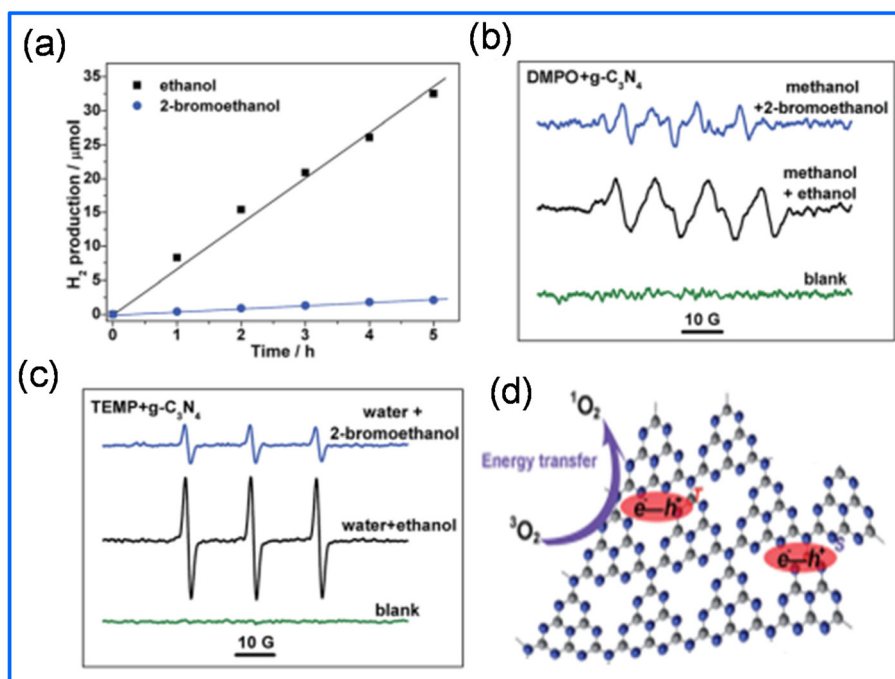 (a)
H₂ production / μmol
35
30
25
20
15
10
5
0
ethanol
2-bromoethanol
0 1 2 3 4 5
Time / h
(b)
DMPO+g-C₃N₄
methanol
+2-bromoethanol
methanol
+ ethanol
blank
10 G
(c)
TEMP+g-C₃N₄
water +
2-bromoethanol
water+ethanol
blank
10 G
(d)
¹O₂
Energy transfer
³O₂
e⁻—h⁺
T
e⁻—h⁺
S